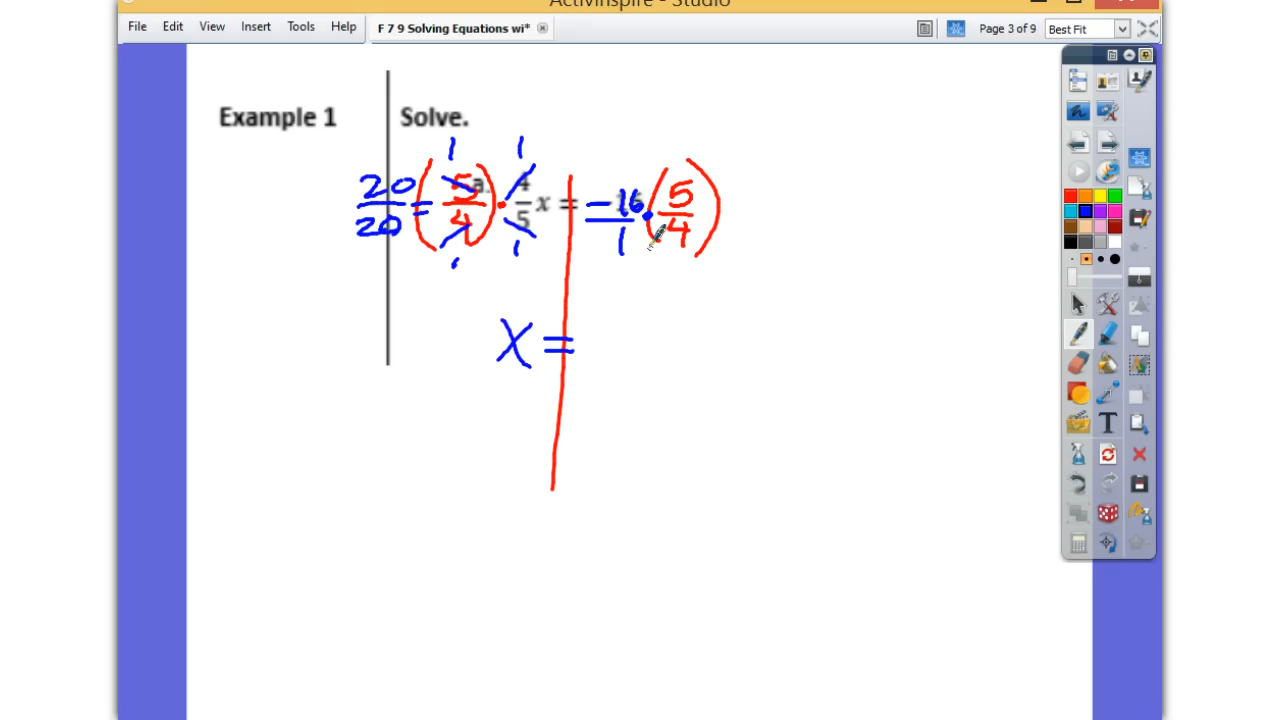 ActivInspire - Studio
File Edit View Insert Tools Help F 7 9 Solving Equations wi* Page 3 of 9 Best Fit
Example 1 Solve.
1 1
20/20 = (5/4) a. • 4/5 x = -16/1 • (5/4)
1 1
x =
T